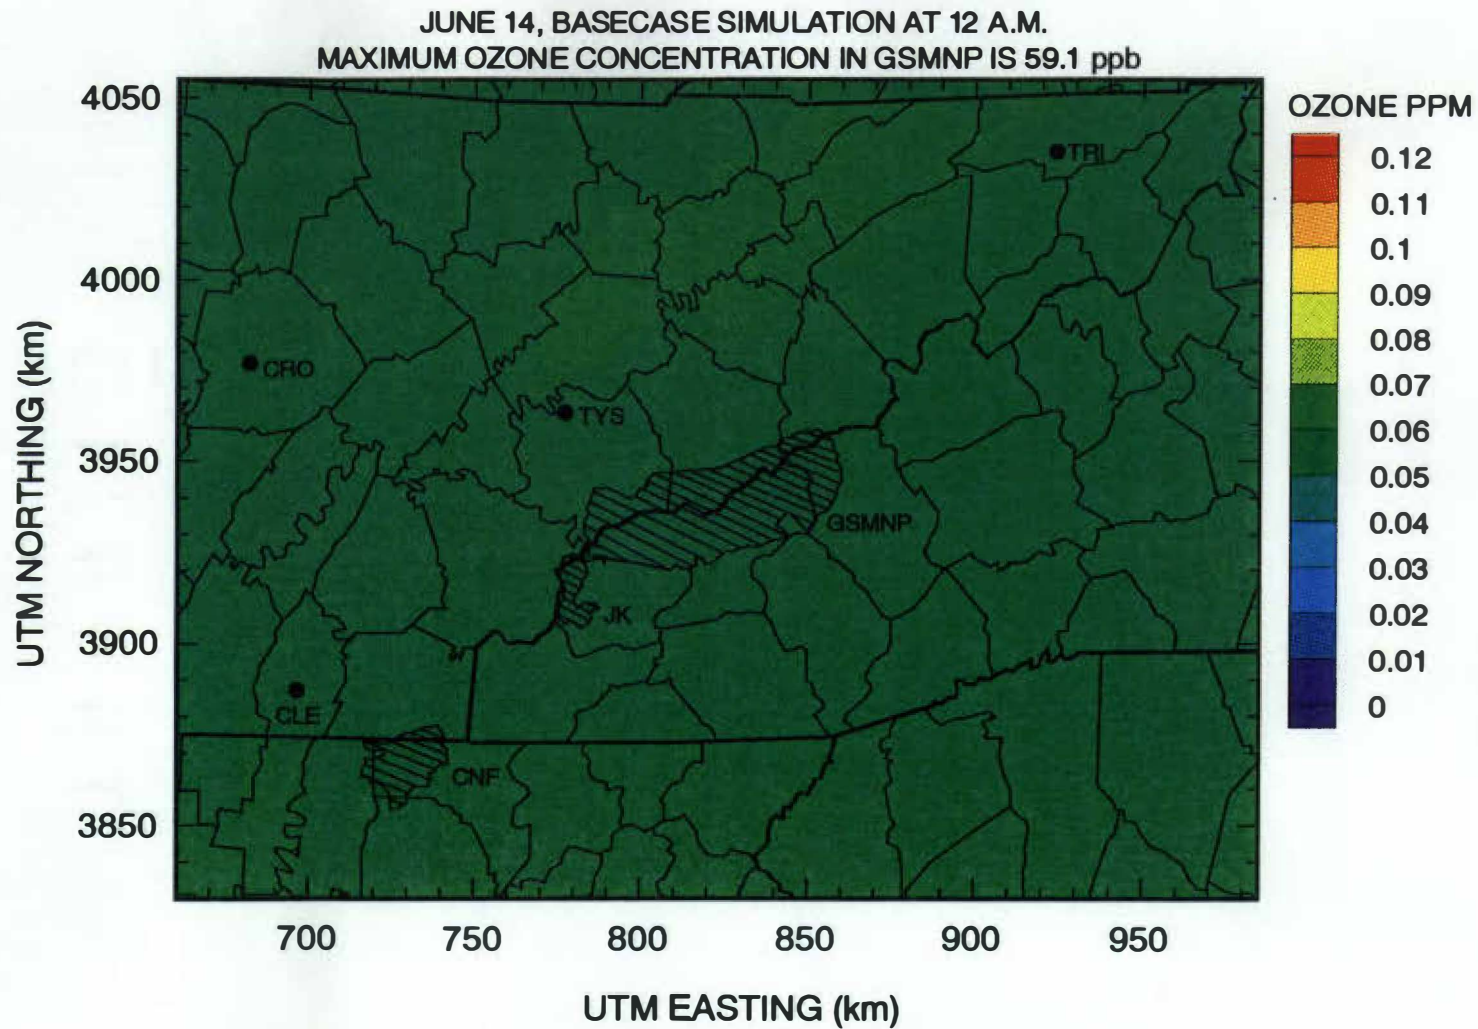 JUNE 14, BASECASE SIMULATION AT 12 A.M.
MAXIMUM OZONE CONCENTRATION IN GSMNP IS 59.1 ppb
OZONE PPM
0.12
0.11
0.1
0.09
0.08
0.07
0.06
0.05
0.04
0.03
0.02
0.01
0
UTM NORTHING (km)
4050
4000
3950
3900
3850
TRI
CRO
TYS
GSMNP
JK
CLE
CNF
700
750
800
850
900
950
UTM EASTING (km)